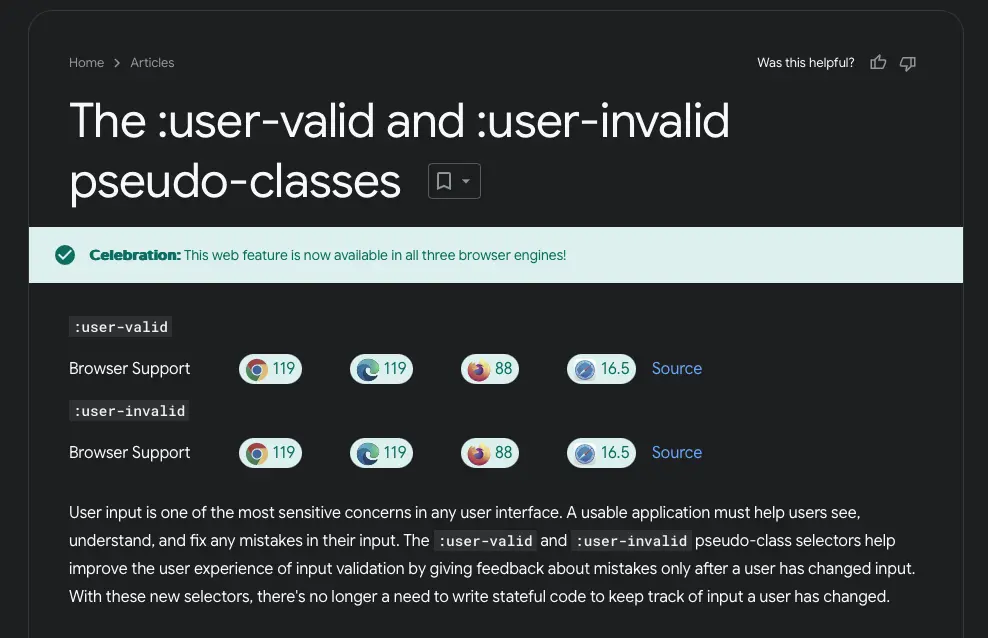 Home > Articles
Was this helpful?
The :user-valid and :user-invalid
pseudo-classes
Celebration: This web feature is now available in all three browser engines!
:user-valid
Browser Support 119 119 88 16.5 Source
:user-invalid
Browser Support 119 119 88 16.5 Source
User input is one of the most sensitive concerns in any user interface. A usable application must help users see,
understand, and fix any mistakes in their input. The :user-valid and :user-invalid pseudo-class selectors help
improve the user experience of input validation by giving feedback about mistakes only after a user has changed input.
With these new selectors, there's no longer a need to write stateful code to keep track of input a user has changed.